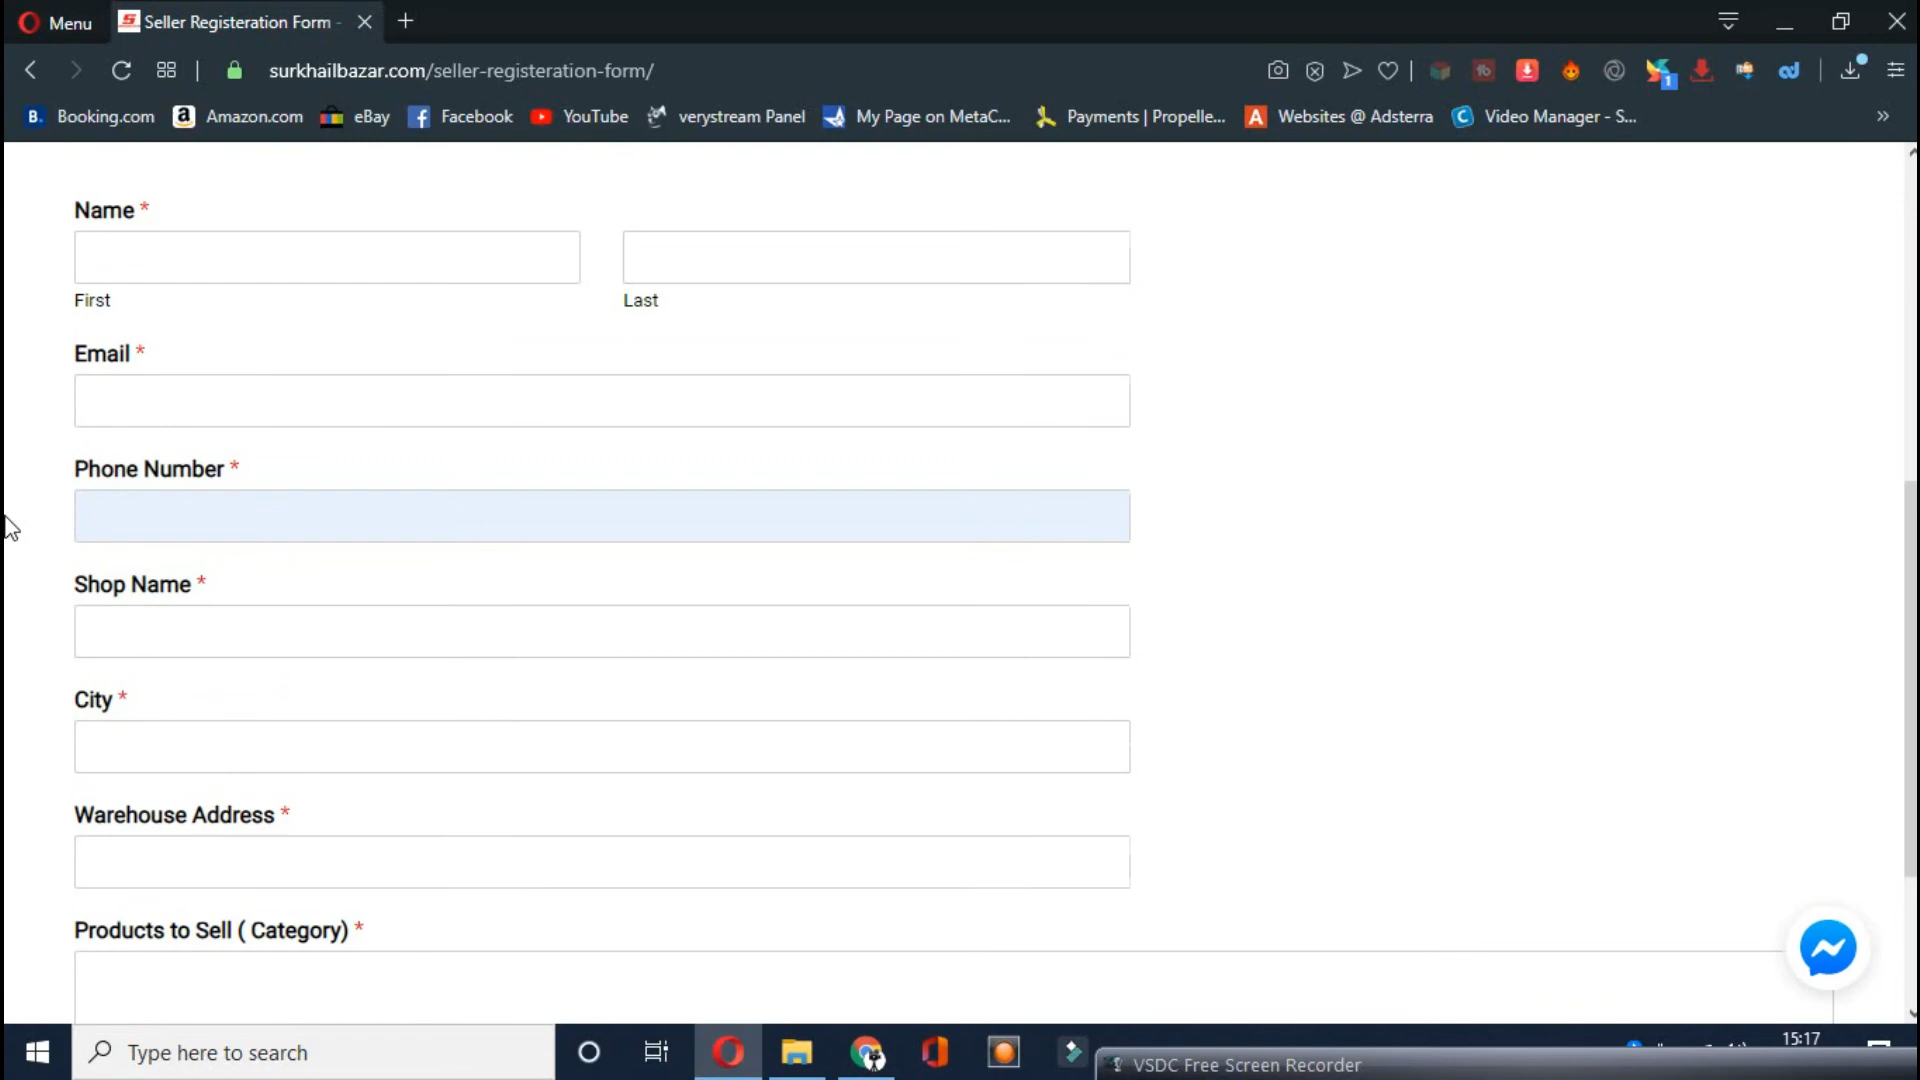 Menu
Seller Registeration Form -
surkhailbazar.com/seller-registeration-form/
B. Booking.com
a Amazon.com
eBay
Facebook
YouTube
verystream Panel
My Page on MetaC...
Payments | Propelle...
A Websites @ Adsterra
Video Manager - S...
Name *
First
Last
Email *
Phone Number *
Shop Name *
City *
Warehouse Address *
Products to Sell ( Category) *
Type here to search
15:17
VSDC Free Screen Recorder